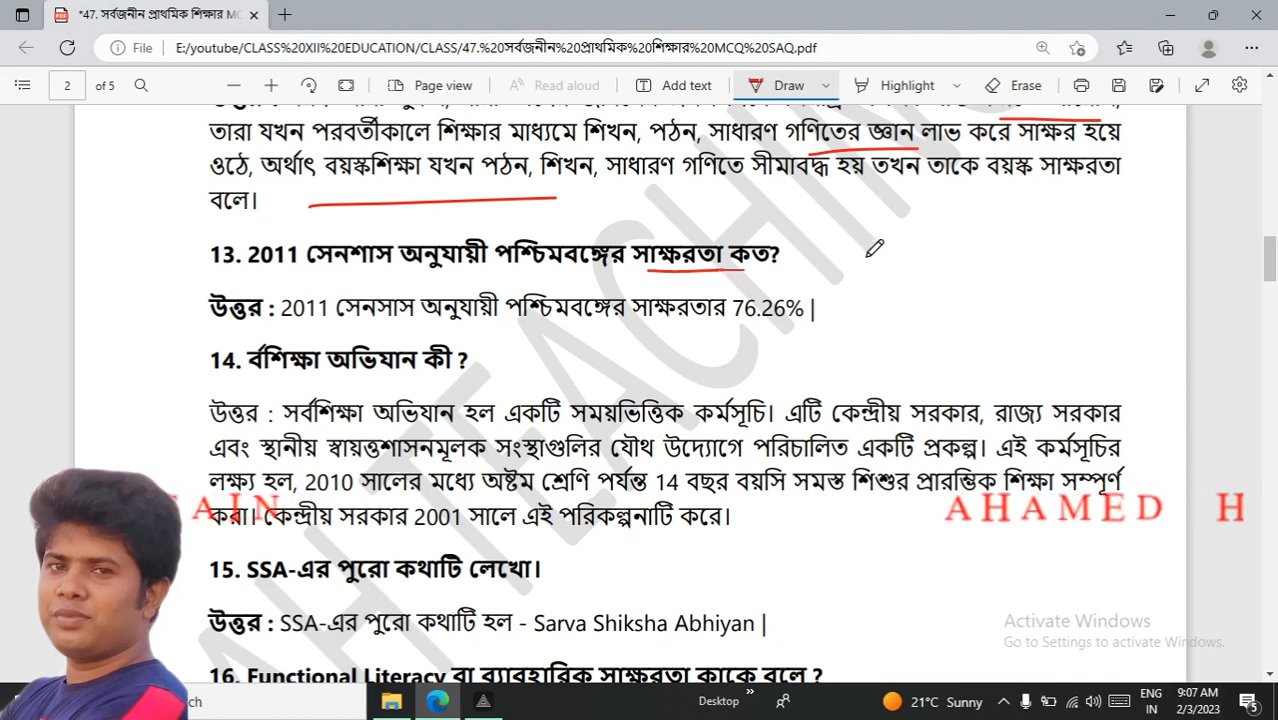 *47. সর্বজনীন প্রাথমিক শিক্ষার MC
File E:/youtube/CLASS%20XII%20EDUCATION/CLASS/47.%20সর্বজনীন%20প্রাথমিক%20শিক্ষার%20MCQ%20SAQ.pdf
2 of 5 Page view Read aloud Add text Draw Highlight Erase
তারা যখন পরবর্তীকালে শিক্ষার মাধ্যমে শিখন, পঠন, সাধারণ গণিতের জ্ঞান লাভ করে সাক্ষর হয়ে
ওঠে, অর্থাৎ বয়স্কশিক্ষা যখন পঠন, শিখন, সাধারণ গণিতে সীমাবদ্ধ হয় তখন তাকে বয়স্ক সাক্ষরতা
বলে।
13. 2011 সেনশাস অনুযায়ী পশ্চিমবঙ্গের সাক্ষরতা কত?
উত্তর : 2011 সেনসাস অনুযায়ী পশ্চিমবঙ্গের সাক্ষরতার 76.26% |
14. র্বশিক্ষা অভিযান কী ?
উত্তর : সর্বশিক্ষা অভিযান হল একটি সময়ভিত্তিক কর্মসূচি। এটি কেন্দ্রীয় সরকার, রাজ্য সরকার
এবং স্থানীয় স্বায়ত্তশাসনমূলক সংস্থাগুলির যৌথ উদ্যোগে পরিচালিত একটি প্রকল্প। এই কর্মসূচির
লক্ষ্য হল, 2010 সালের মধ্যে অষ্টম শ্রেণি পর্যন্ত 14 বছর বয়সি সমস্ত শিশুর প্রারম্ভিক শিক্ষা সম্পূর্ণ
করা। কেন্দ্রীয় সরকার 2001 সালে এই পরিকল্পনাটি করে।
AIN AHAMED H
15. SSA-এর পুরো কথাটি লেখো।
উত্তর : SSA-এর পুরো কথাটি হল - Sarva Shiksha Abhiyan |
Activate Windows
Go to Settings to activate Windows.
16. Functional Literacy বা ব্যাবহারিক সাক্ষরতা কাকে বলে ?
AH TEACHING
rch Desktop 21°C Sunny ENG IN 9:07 AM 2/3/2023 5